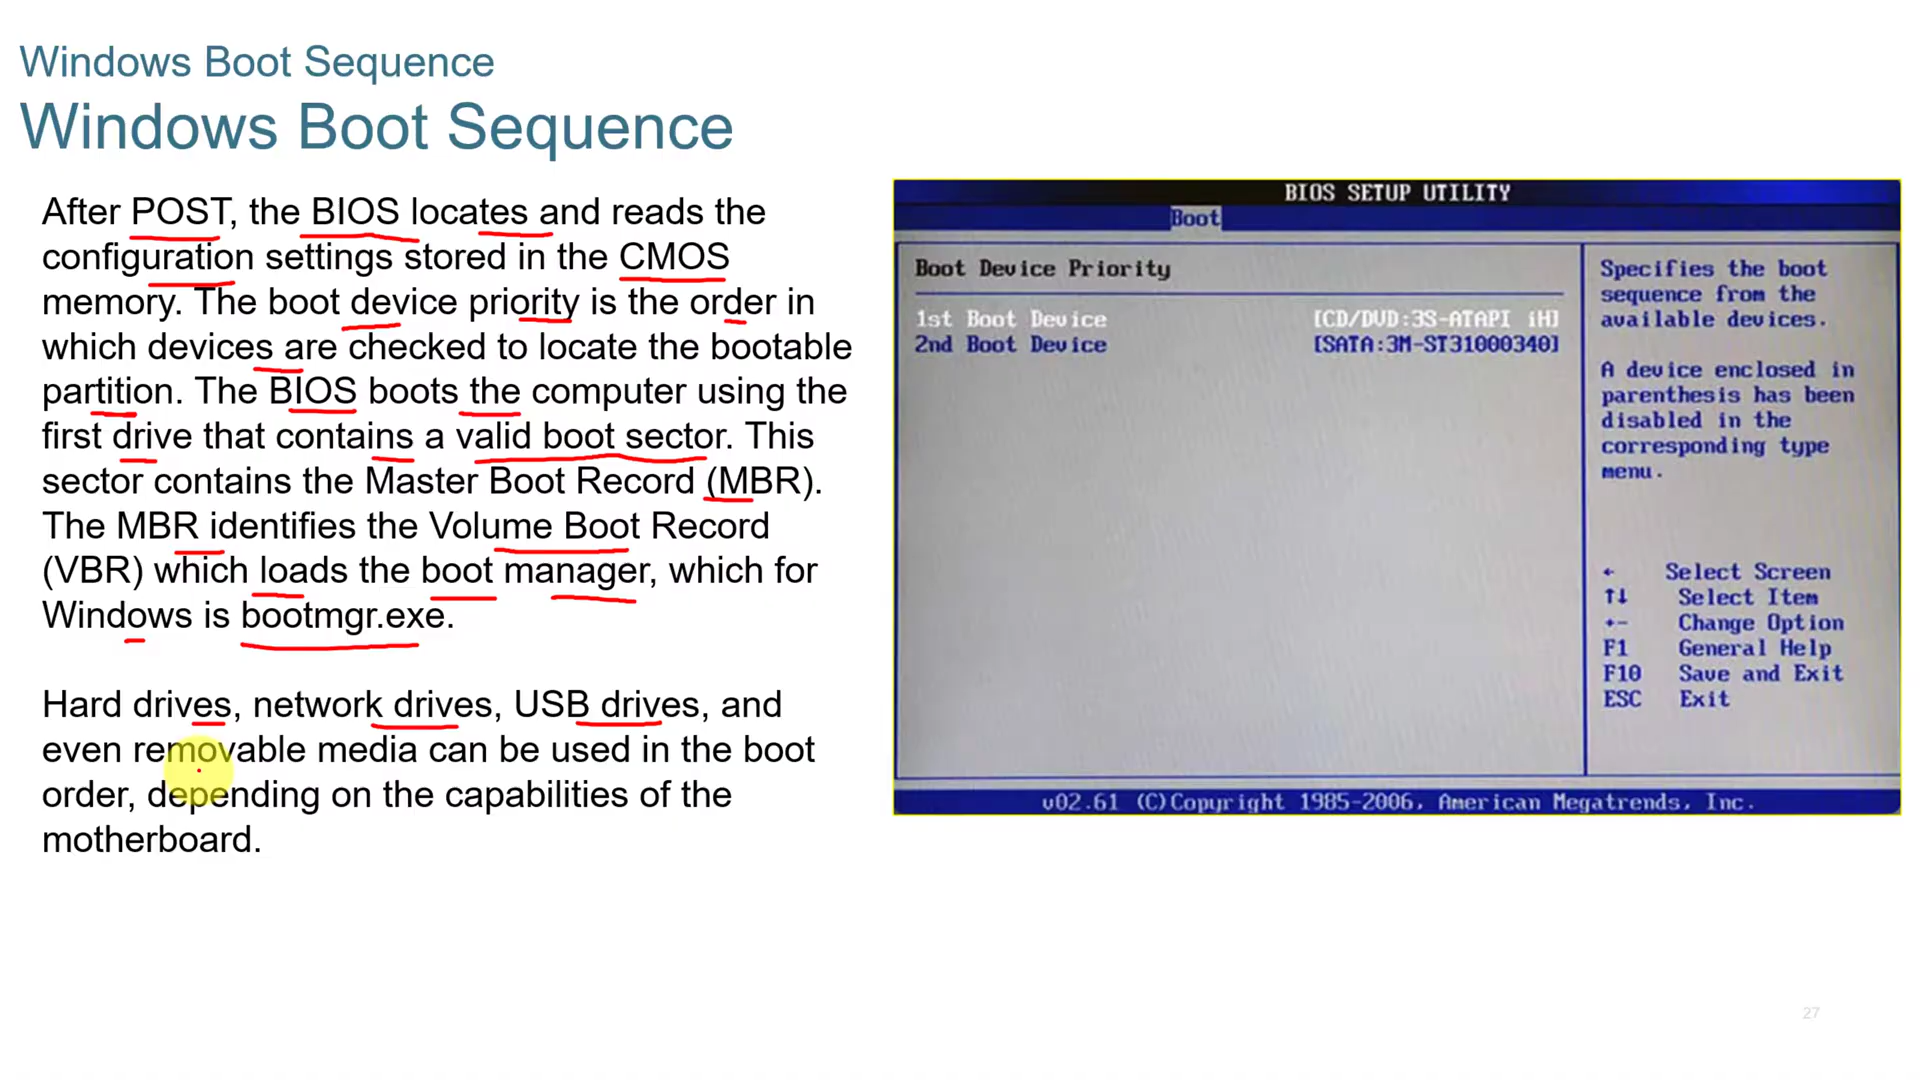 Windows Boot Sequence
Windows Boot Sequence
After POST, the BIOS locates and reads the
configuration settings stored in the CMOS
memory. The boot device priority is the order in
which devices are checked to locate the bootable
partition. The BIOS boots the computer using the
first drive that contains a valid boot sector. This
sector contains the Master Boot Record (MBR).
The MBR identifies the Volume Boot Record
(VBR) which loads the boot manager, which for
Windows is bootmgr.exe.
Hard drives, network drives, USB drives, and
even removable media can be used in the boot
order, depending on the capabilities of the
motherboard.
BIOS SETUP UTILITY
Boot
Boot Device Priority
1st Boot Device [CD/DVD:3S-ATAPI iH]
2nd Boot Device [SATA:3M-ST31000340]
Specifies the boot
sequence from the
available devices.
A device enclosed in
parenthesis has been
disabled in the
corresponding type
menu.
← Select Screen
↑↓ Select Item
+- Change Option
F1 General Help
F10 Save and Exit
ESC Exit
v02.61 (C)Copyright 1985-2006, American Megatrends, Inc.
27